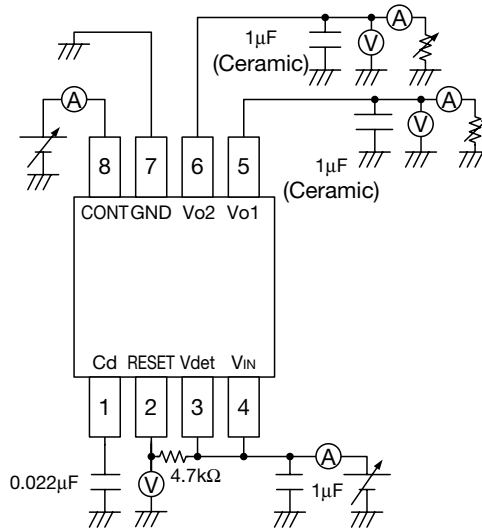 1μF
(Ceramic)
V
A
A
1μF
(Ceramic)
V
A
8
7
6
5
CONT
GND
Vo2
Vo1
Cd
RESET
Vdet
VIN
1
2
3
4
0.022μF
V
4.7kΩ
1μF
A